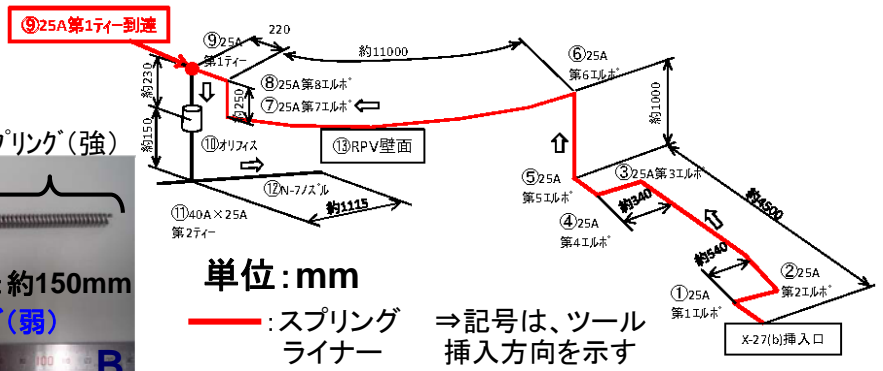 ⑨25A第1ティー到達
⑨25A
第1ティー
220
約11000
⑥25A
第6エルボ
約230
⑧25A第8エルボ
⑦25A第7エルボ
約250
約1000
約150
プリング(強)
⑩オリフィス
⑬RPV壁面
⑤25A
第5エルボ
③25A第3エルボ
約340
④25A
第4エルボ
約4500
⑫N-7ノズル
約1115
⑪40A×25A
第2ティー
約540
②25A
第2エルボ
①25A
第1エルボ
X-27(b)挿入口
約150mm
(弱)
100
B
単位:mm
:スプリング
ライナー
⇒記号は、ツール
挿入方向を示す